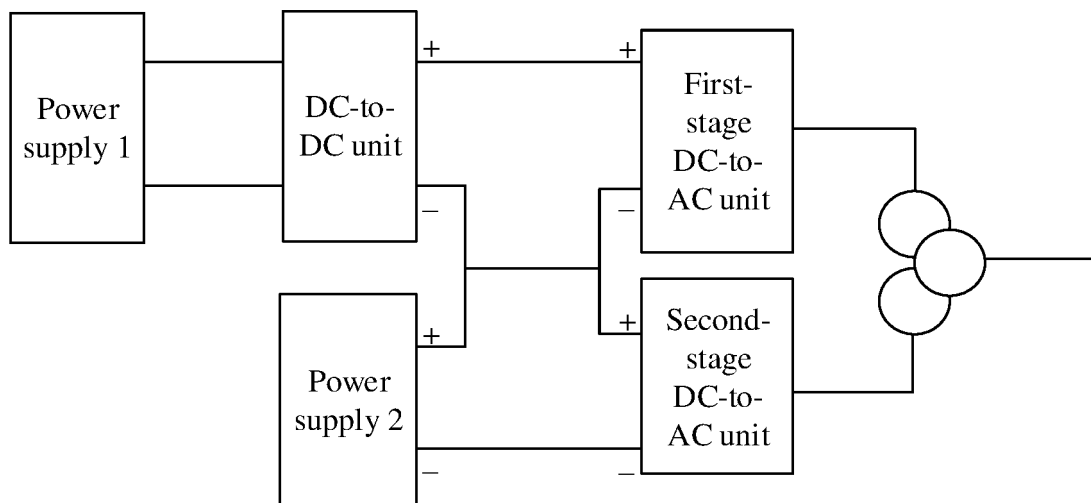 Power
supply 1
DC-to-
DC unit
+
−
+
−
First-
stage
DC-to-
AC unit
Power
supply 2
+
−
+
−
Second-
stage
DC-to-
AC unit